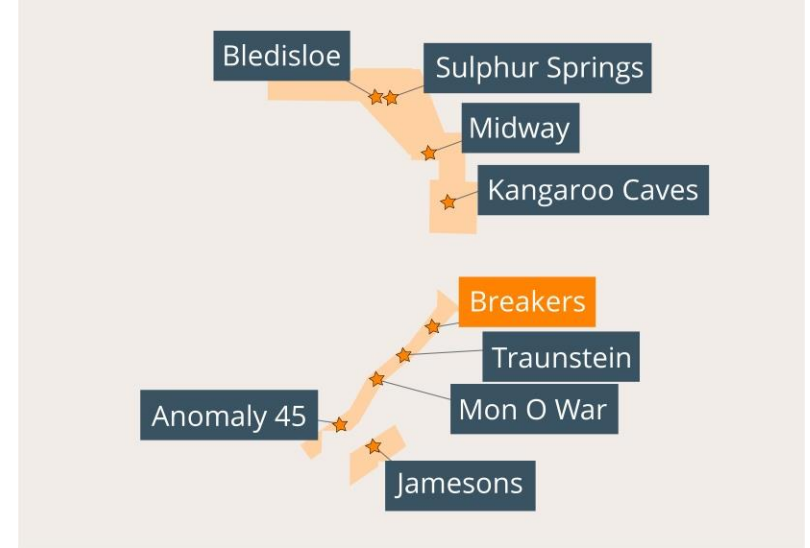 Bledisloe
Sulphur Springs
Midway
Kangaroo Caves
Breakers
Traunstein
Mon O War
Anomaly 45
Jamesons